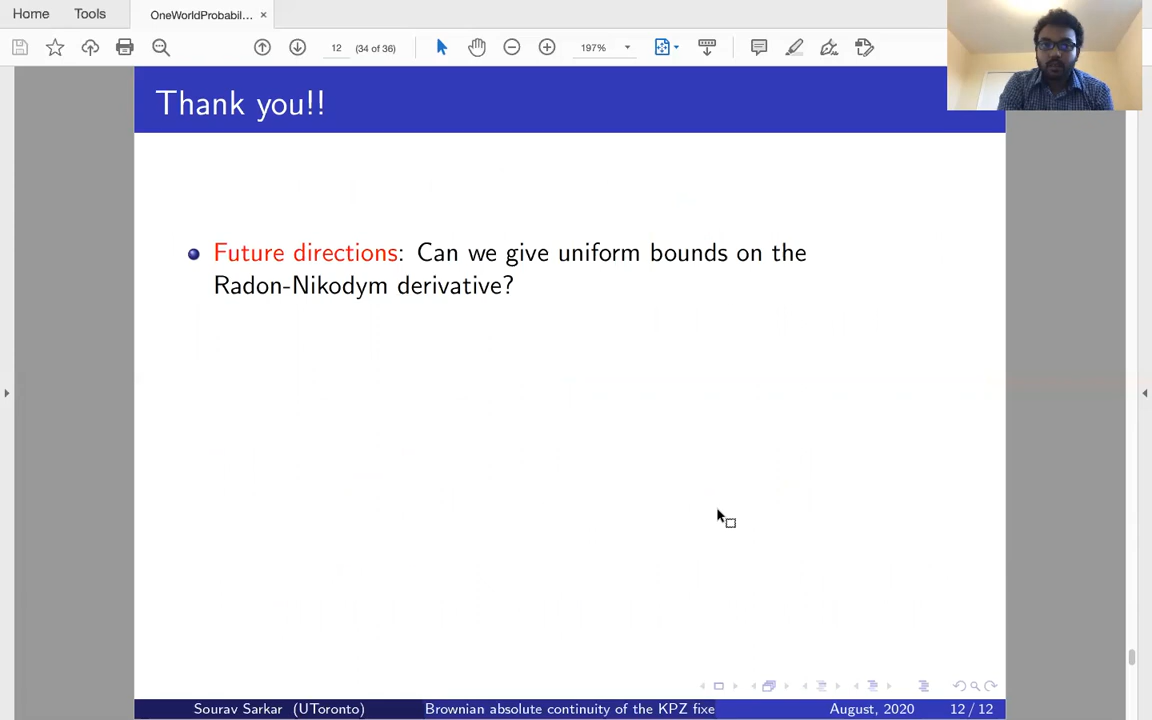 Home Tools OneWorldProbabil... ×
12 (34 of 36) 197%
Thank you!!
Future directions: Can we give uniform bounds on the
Radon-Nikodym derivative?
Sourav Sarkar (UToronto) Brownian absolute continuity of the KPZ fixe August, 2020 12 / 12